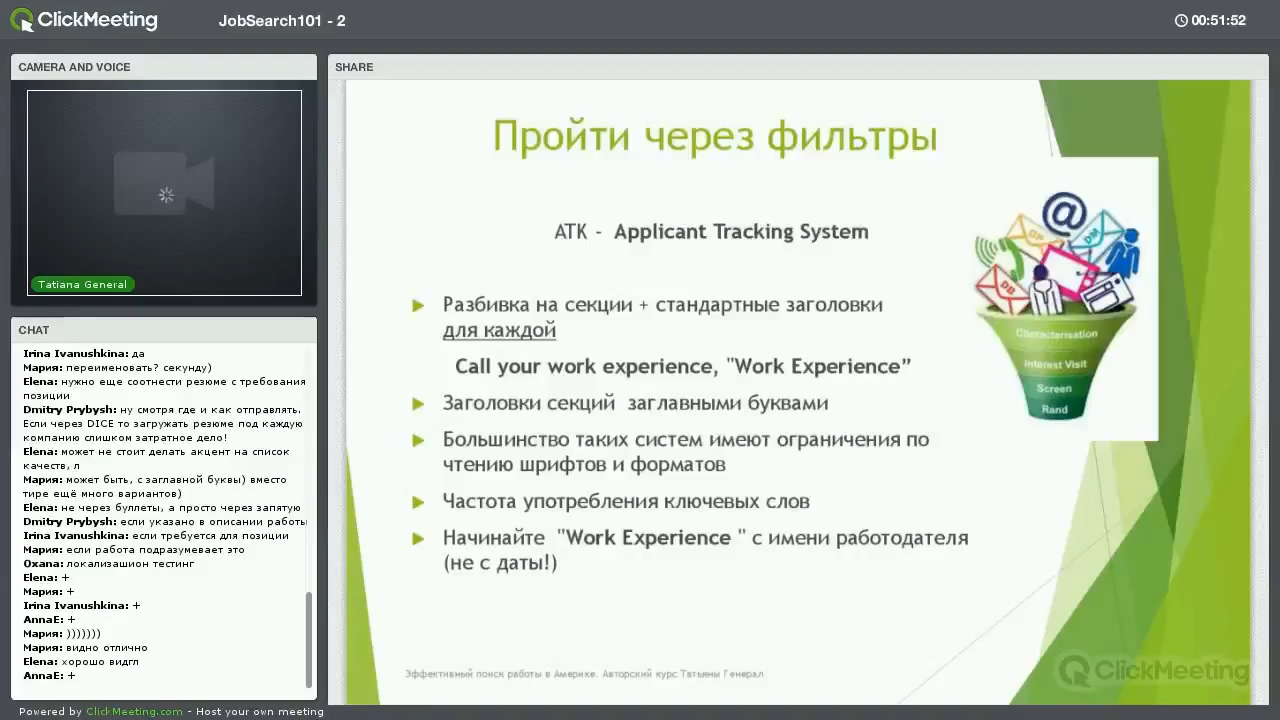 ClickMeeting
JobSearch101 - 2
00:51:52
CAMERA AND VOICE
Tatiana General
CHAT
Irina Ivanushkina: да
Мария: переименовать? секунду)
Elena: нужно еще соотнести резюме с требования
позиции
Dmitry Prybysh: ну смотря где и как отправлять.
Если через DICE то загружать резюме под каждую
компанию слишком затратное дело!
Elena: может не стоит делать акцент на список
качеств, л
Мария: может быть, с заглавной буквы) вместо
тире ещё много вариантов)
Elena: не через буллеты, а просто через запятую
Dmitry Prybysh: если указано в описании работы
Irina Ivanushkina: если требуется для позиции
Мария: если работа подразумевает это
Oxana: локализашион тестинг
Elena: +
Мария: +
Irina Ivanushkina: +
AnnaE: +
Мария: )))))))
Мария: видно отлично
Elena: хорошо видгл
AnnaE: +
SHARE
Пройти через фильтры
АТК - Applicant Tracking System
Разбивка на секции + стандартные заголовки
для каждой
Call your work experience, "Work Experience”
Заголовки секций заглавными буквами
Большинство таких систем имеют ограничения по
чтению шрифтов и форматов
Частота употребления ключевых слов
Начинайте "Work Experience " с имени работодателя
(не с даты!)
@
DM
DB
Characterisation
Interest Visit
Screen
Rand
Эффективный поиск работы в Америке. Авторский курс Татьяны Генерал
ClickMeeting
Powered by ClickMeeting.com - Host your own meeting